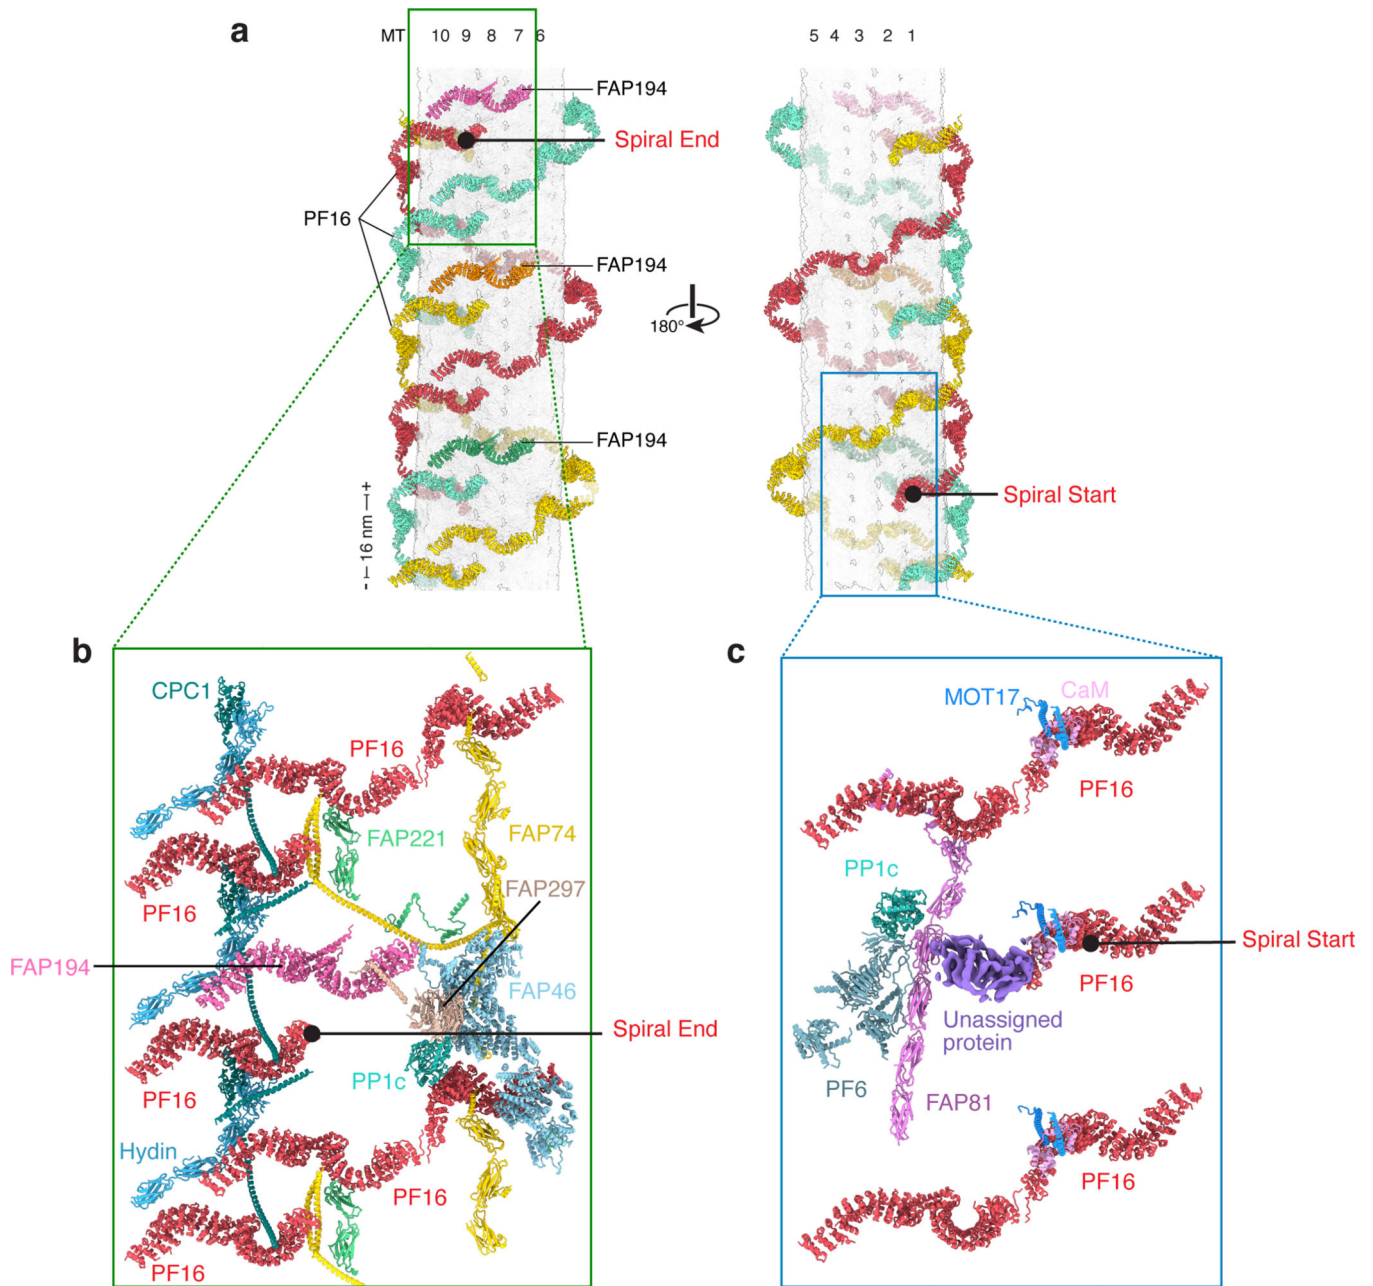 a
MT 10 9 8 7 6
5 4 3 2 1
FAP194
Spiral End
PF16
FAP194
180°
FAP194
- 16 nm +
Spiral Start
b
CPC1
PF16
FAP221
FAP74
PF16
FAP297
FAP194
FAP46
Spiral End
PP1c
PF16
Hydin
PF16
PF16
c
MOT17
CaM
PF16
PP1c
Spiral Start
PF16
Unassigned
protein
PF6
FAP81
PF16